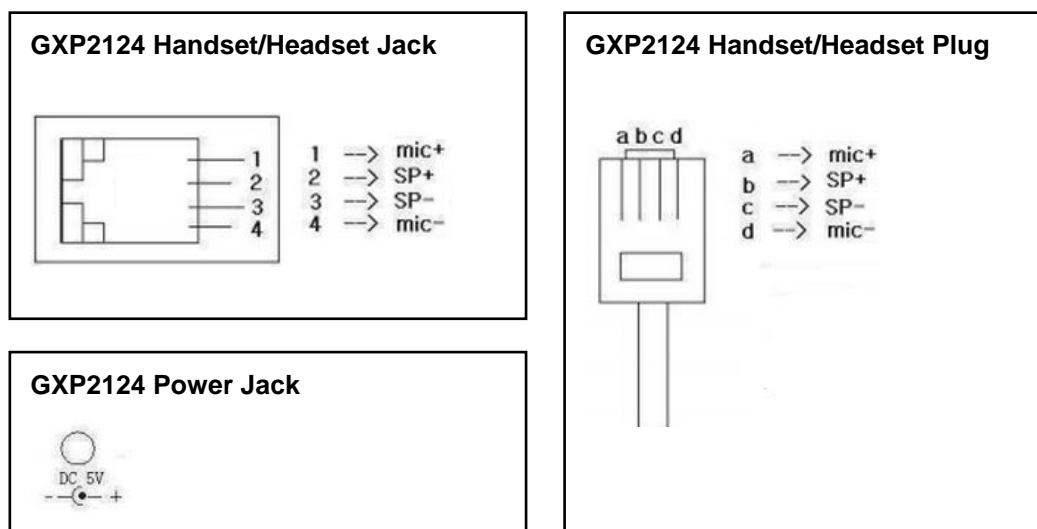 GXP2124 Handset/Headset Jack
1
2
3
4
1 --> mic+
2 --> SP+
3 --> SP-
4 --> mic-
GXP2124 Power Jack
DC 5V
- +
GXP2124 Handset/Headset Plug
a b c d
a --> mic+
b --> SP+
c --> SP-
d --> mic-